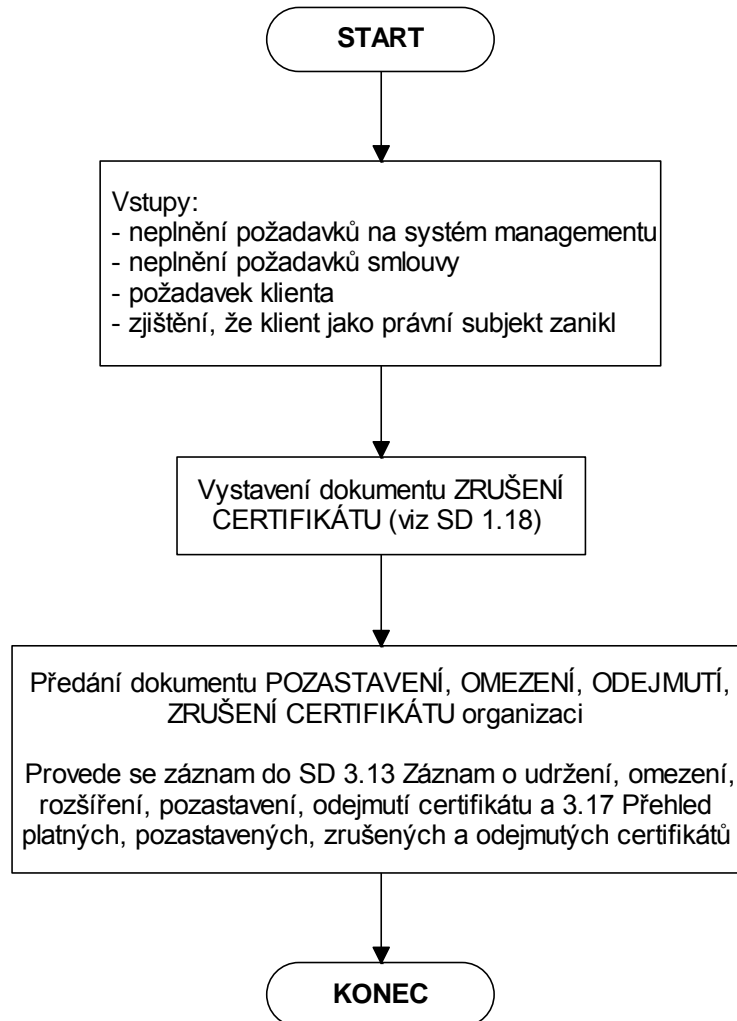 START
Vstupy:
- neplnění požadavků na systém managementu
- neplnění požadavků smlouvy
- požadavek klienta
- zjištění, že klient jako právní subjekt zanikl
Vystavení dokumentu ZRUŠENÍ
CERTIFIKÁTU (viz SD 1.18)
Předání dokumentu POZASTAVENÍ, OMEZENÍ, ODEJMUTÍ,
ZRUŠENÍ CERTIFIKÁTU organizaci
Provede se záznam do SD 3.13 Záznam o udržení, omezení,
rozšíření, pozastavení, odejmutí certifikátu a 3.17 Přehled
platných, pozastavených, zrušených a odejmutých certifikátů
KONEC